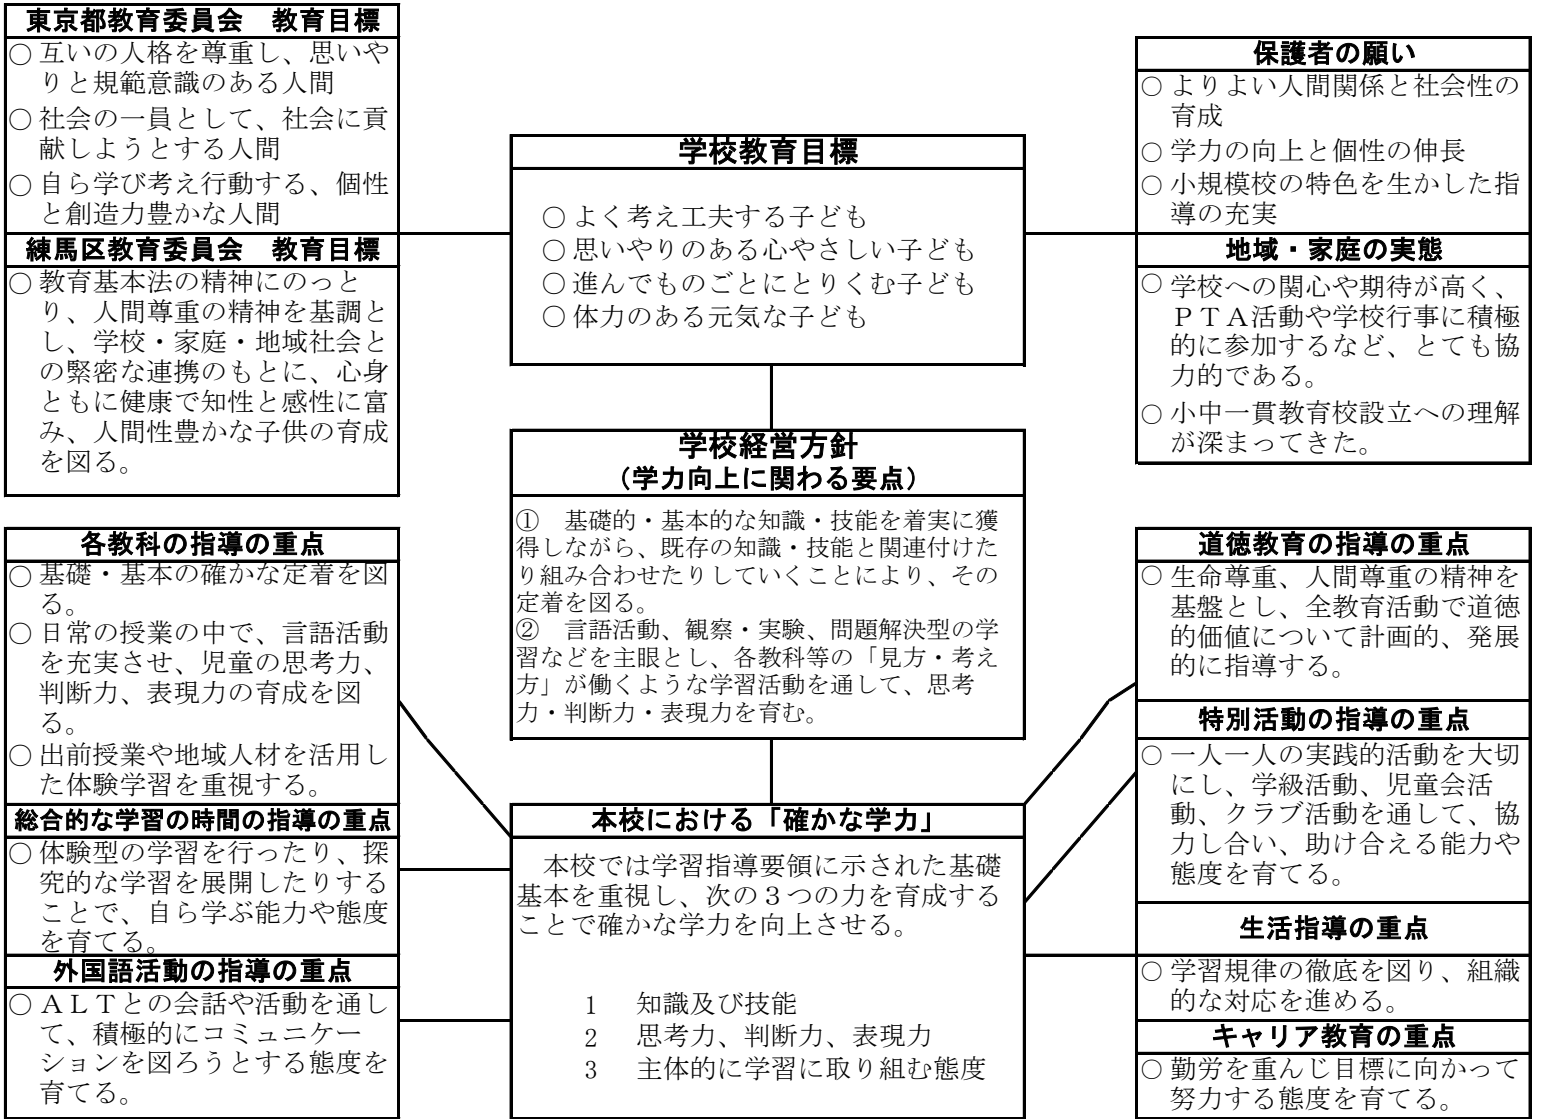 東京都教育委員会　教育目標
○ 互いの人格を尊重し、思いや
りと規範意識のある人間
○ 社会の一員として、社会に貢
献しようとする人間
○ 自ら学び考え行動する、個性
と創造力豊かな人間
練馬区教育委員会　教育目標
○ 教育基本法の精神にのっと
り、人間尊重の精神を基調と
し、学校・家庭・地域社会と
の緊密な連携のもとに、心身
ともに健康で知性と感性に富
み、人間性豊かな子供の育成
を図る。
学校教育目標
○ よく考え工夫する子ども
○ 思いやりのある心やさしい子ども
○ 進んでものごとにとりくむ子ども
○ 体力のある元気な子ども
保護者の願い
○ よりよい人間関係と社会性の
育成
○ 学力の向上と個性の伸長
○ 小規模校の特色を生かした指
導の充実
地域・家庭の実態
○ 学校への関心や期待が高く、
ＰＴＡ活動や学校行事に積極
的に参加するなど、とても協
力的である。
○ 小中一貫教育校設立への理解
が深まってきた。
学校経営方針
（学力向上に関わる要点）
①　基礎的・基本的な知識・技能を着実に獲
得しながら、既存の知識・技能と関連付けた
り組み合わせたりしていくことにより、その
定着を図る。
②　言語活動、観察・実験、問題解決型の学
習などを主眼とし、各教科等の「見方・考え
方」が働くような学習活動を通して、思考
力・判断力・表現力を育む。
各教科の指導の重点
○ 基礎・基本の確かな定着を図
る。
○ 日常の授業の中で、言語活動
を充実させ、児童の思考力、
判断力、表現力の育成を図
る。
○ 出前授業や地域人材を活用し
た体験学習を重視する。
総合的な学習の時間の指導の重点
○ 体験型の学習を行ったり、探
究的な学習を展開したりする
ことで、自ら学ぶ能力や態度
を育てる。
外国語活動の指導の重点
○ ＡＬＴとの会話や活動を通し
て、積極的にコミュニケー
ションを図ろうとする態度を
育てる。
本校における「確かな学力」
　本校では学習指導要領に示された基礎
基本を重視し、次の３つの力を育成する
ことで確かな学力を向上させる。
1　知識及び技能
2　思考力、判断力、表現力
3　主体的に学習に取り組む態度
道徳教育の指導の重点
○ 生命尊重、人間尊重の精神を
基盤とし、全教育活動で道徳
的価値について計画的、発展
的に指導する。
特別活動の指導の重点
○ 一人一人の実践的活動を大切
にし、学級活動、児童会活
動、クラブ活動を通して、協
力し合い、助け合える能力や
態度を育てる。
生活指導の重点
○ 学習規律の徹底を図り、組織
的な対応を進める。
キャリア教育の重点
○ 勤労を重んじ目標に向かって
努力する態度を育てる。